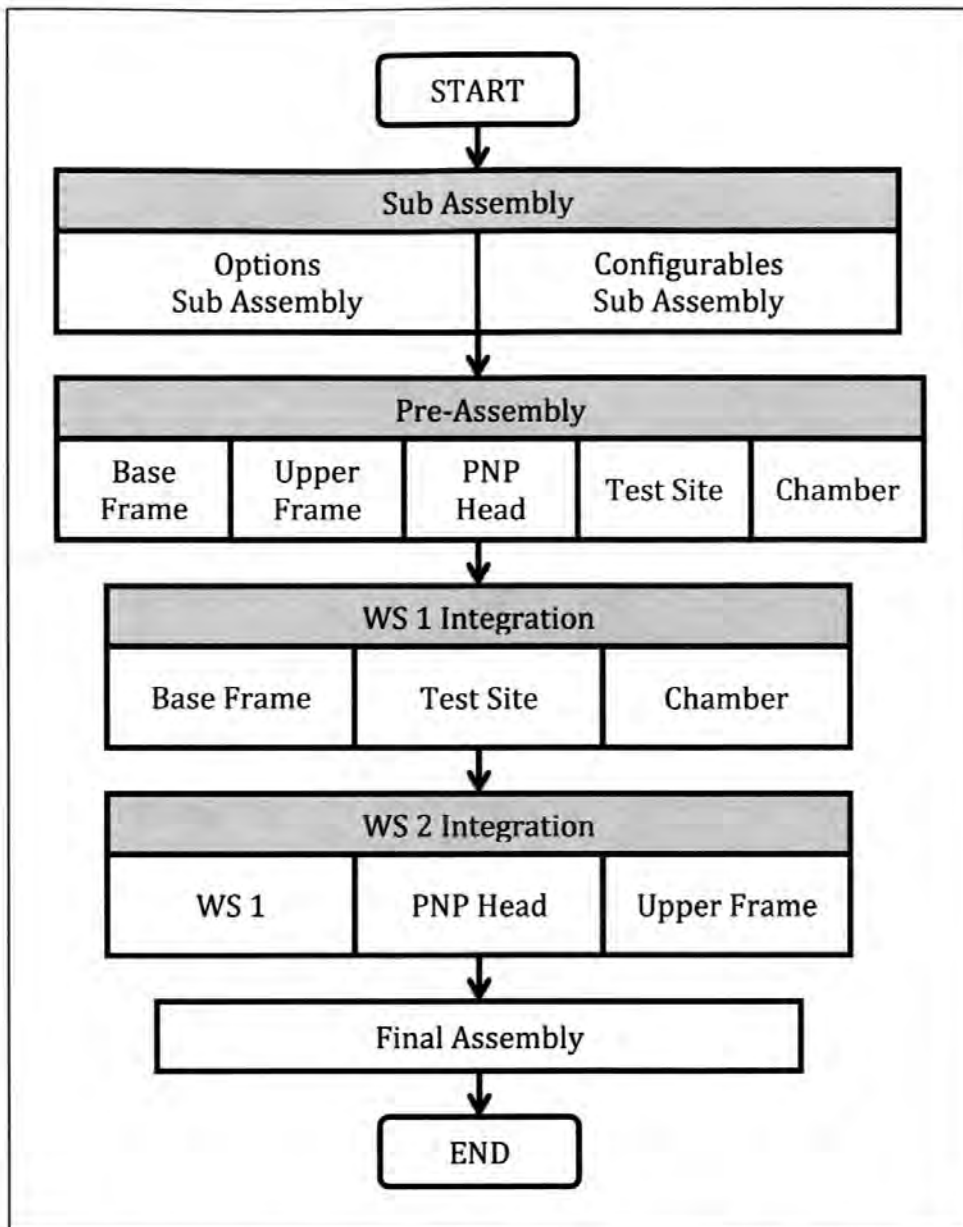 START
Sub Assembly
Options
Sub Assembly
Configurables
Sub Assembly
Pre-Assembly
Base
Frame
Upper
Frame
PNP
Head
Test Site
Chamber
WS 1 Integration
Base Frame
Test Site
Chamber
WS 2 Integration
WS 1
PNP Head
Upper Frame
Final Assembly
END